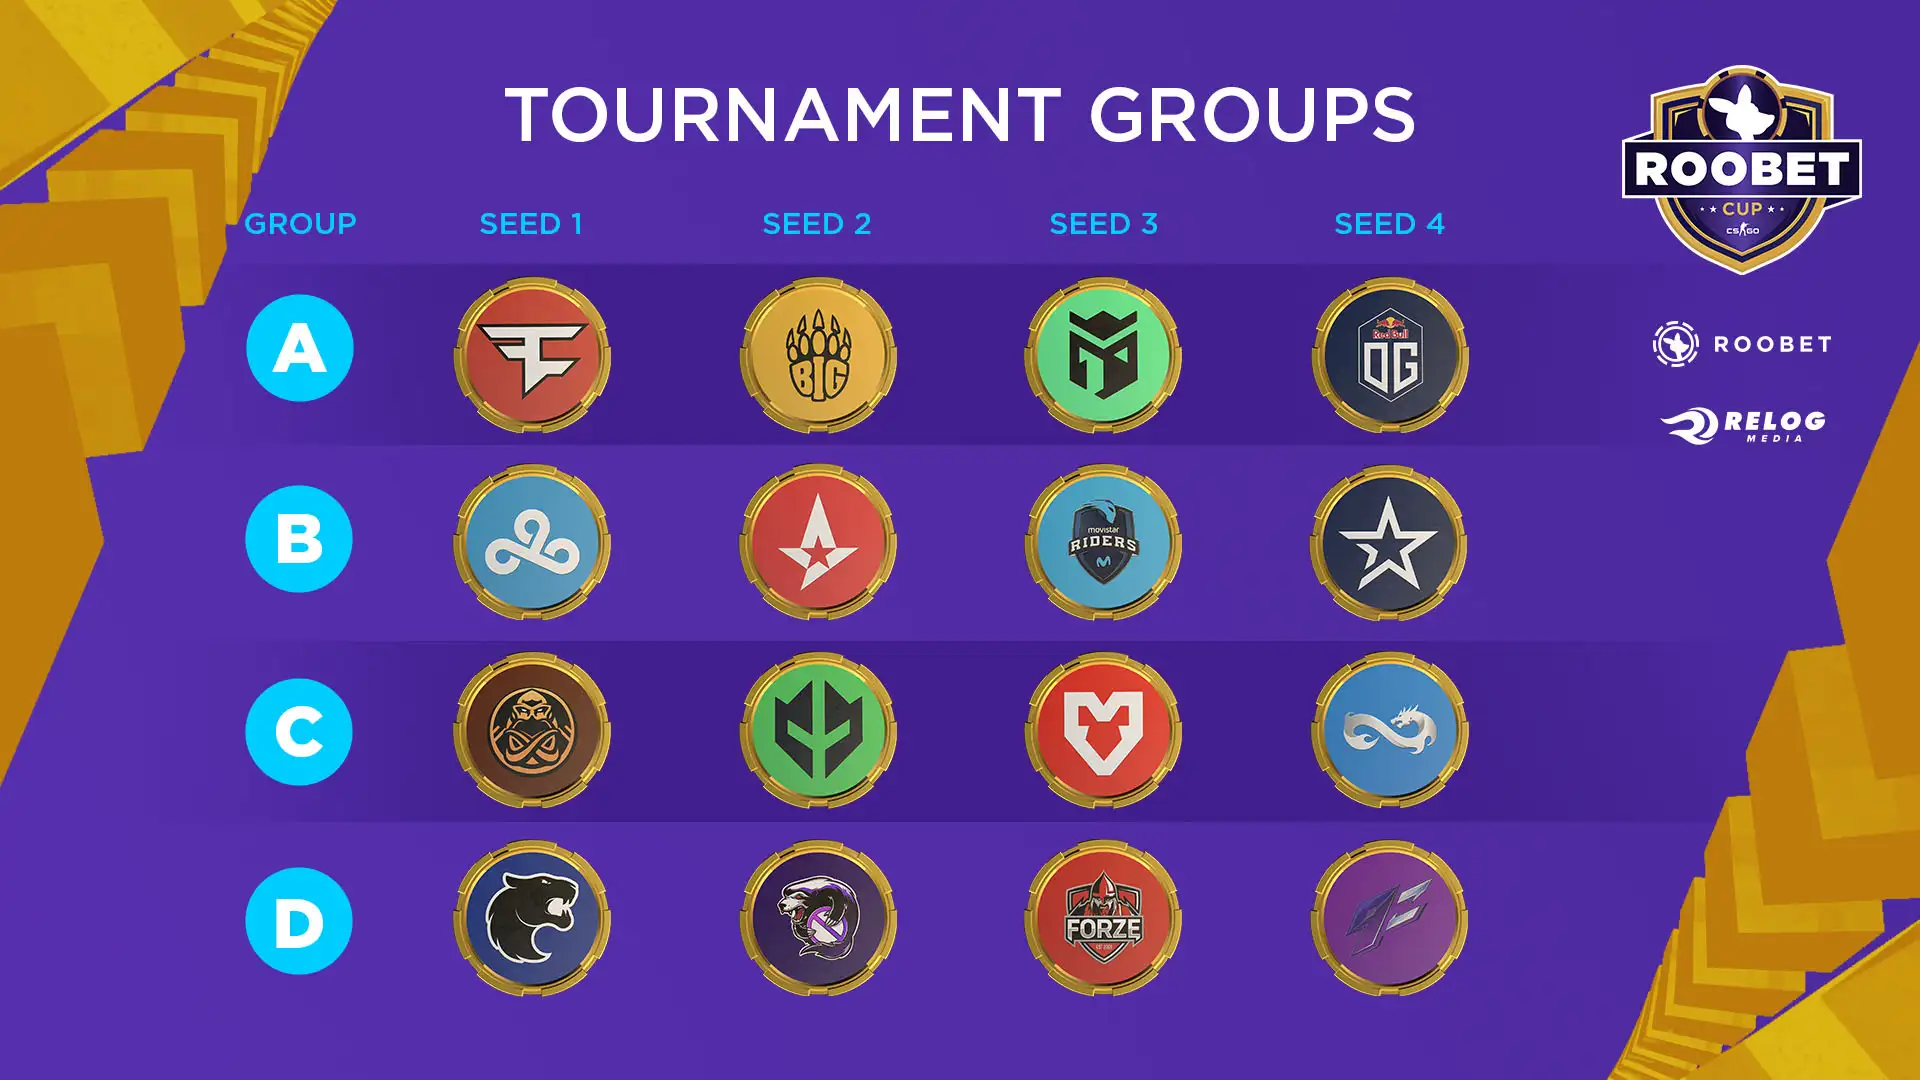 TOURNAMENT GROUPS
ROOBET
CUP
CS GO
GROUP SEED 1 SEED 2 SEED 3 SEED 4
A
BIG
Red Bull
OG
ROOBET
RELOG
MEDIA
B
movistar
RIDERS
C
D
FORZE